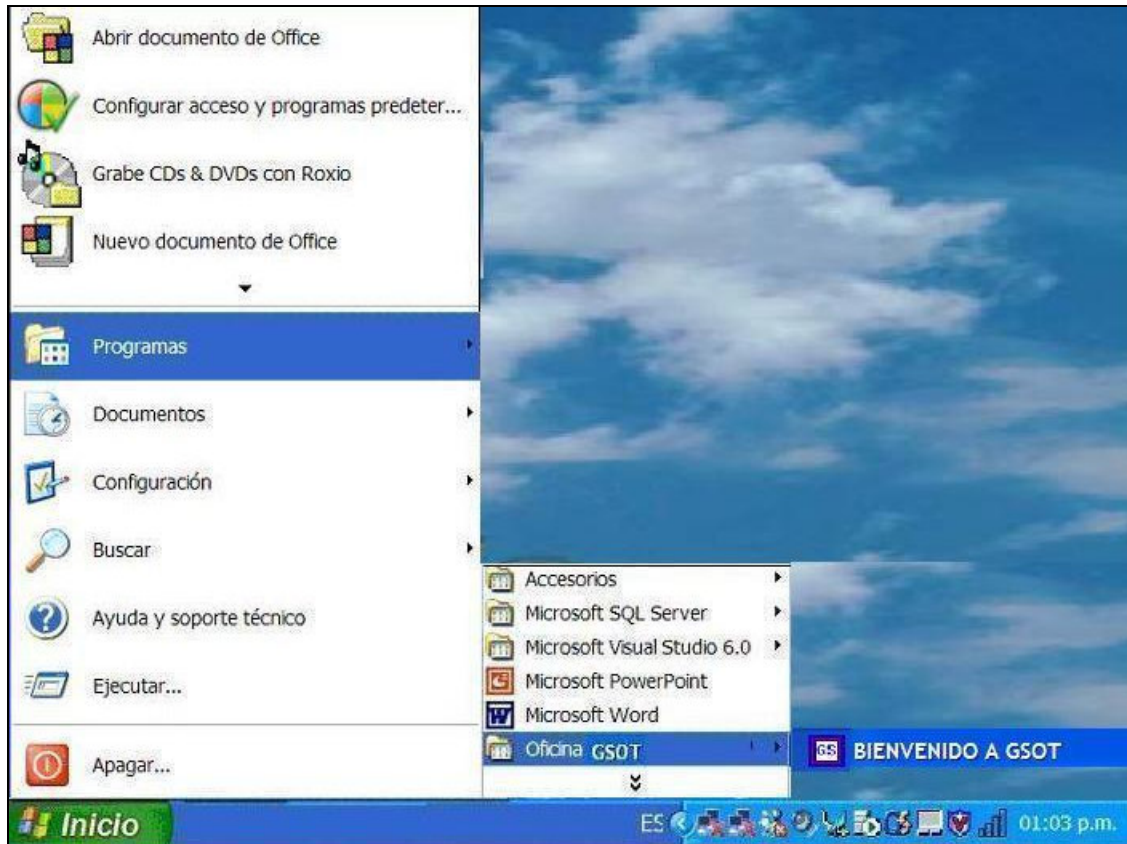 Abrir documento de Office
Configurar acceso y programas predeter...
Grabe CDs & DVDs con Roxio
Nuevo documento de Office
Programas
Documentos
Configuración
Buscar
Ayuda y soporte técnico
Ejecutar...
Apagar...
Accesorios
Microsoft SQL Server
Microsoft Visual Studio 6.0
Microsoft PowerPoint
Microsoft Word
Oficina GSOT
GS BIENVENIDO A GSOT
Inicio
ES
01:03 p.m.